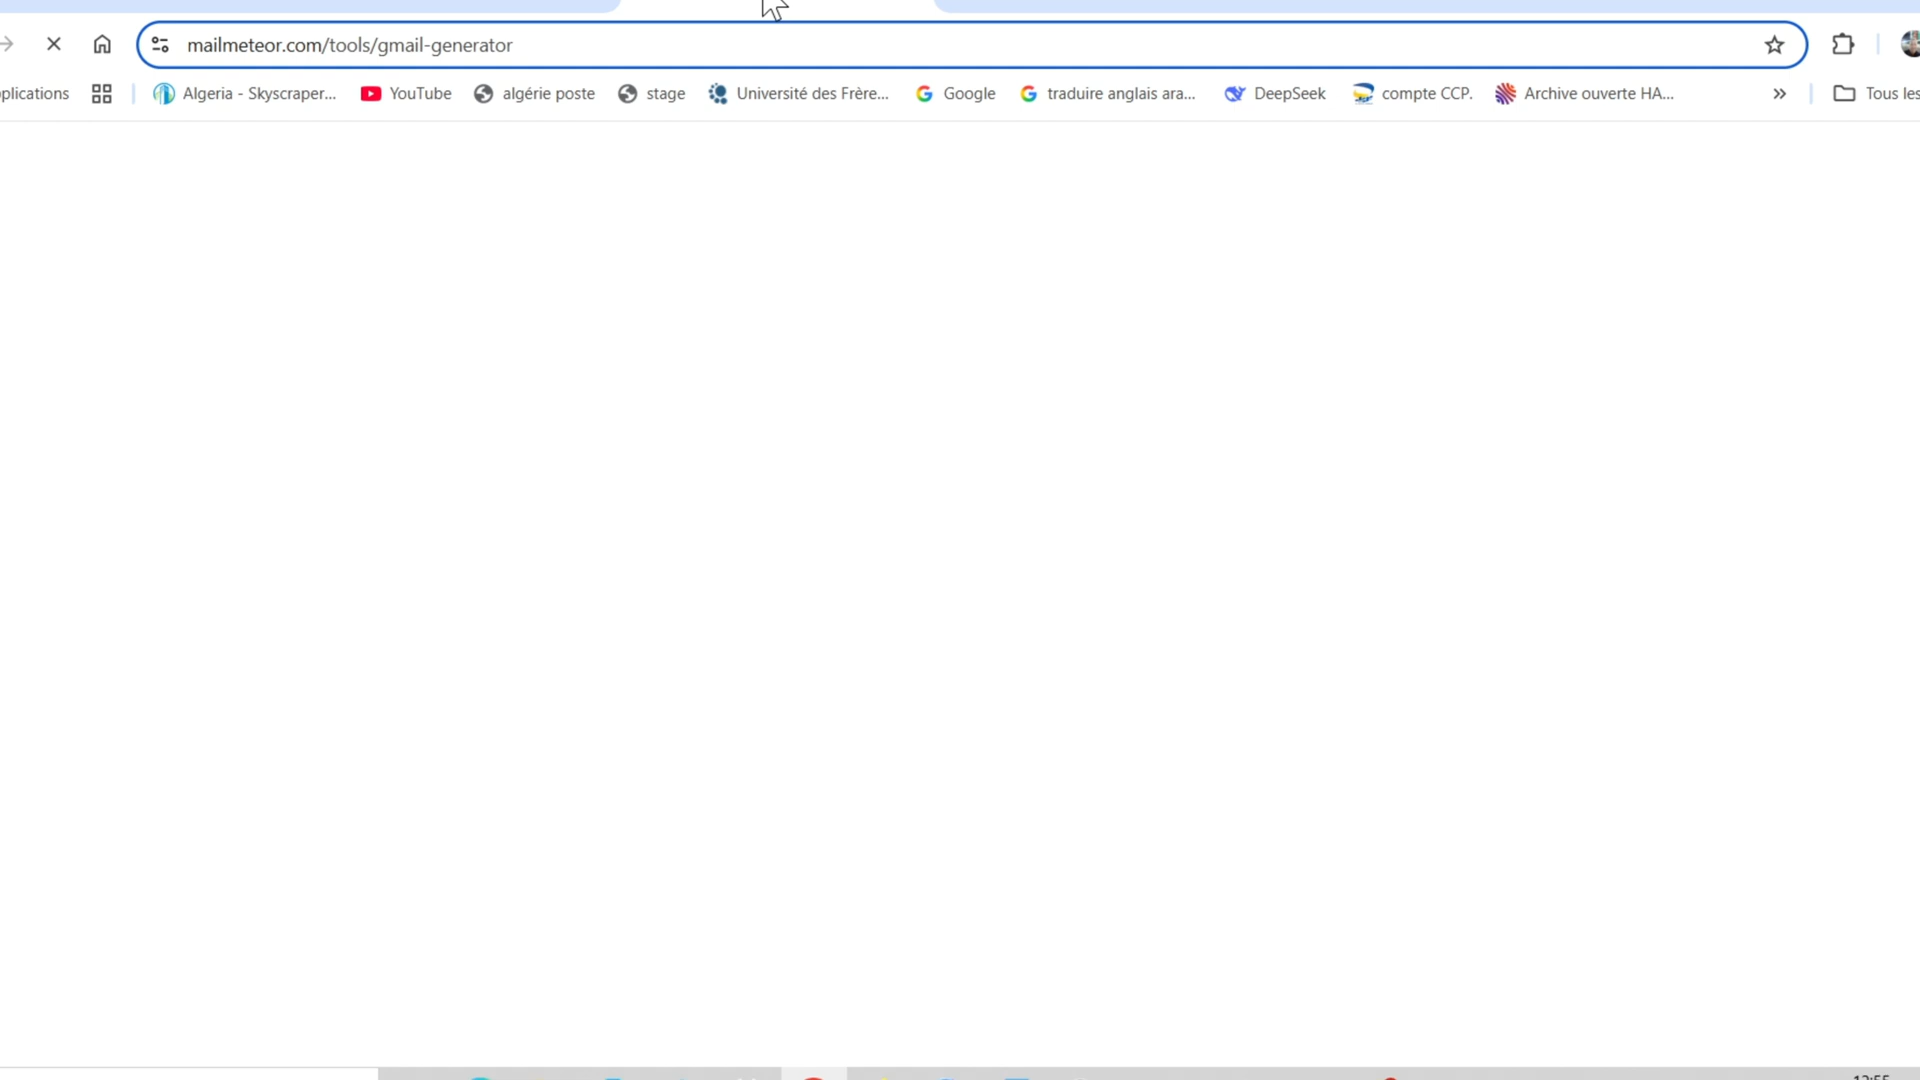 mailmeteor.com/tools/gmail-generator
plications Algeria - Skyscraper... YouTube algérie poste stage Université des Frère... Google traduire anglais ara... DeepSeek compte CCP. Archive ouverte HA... » Tous les